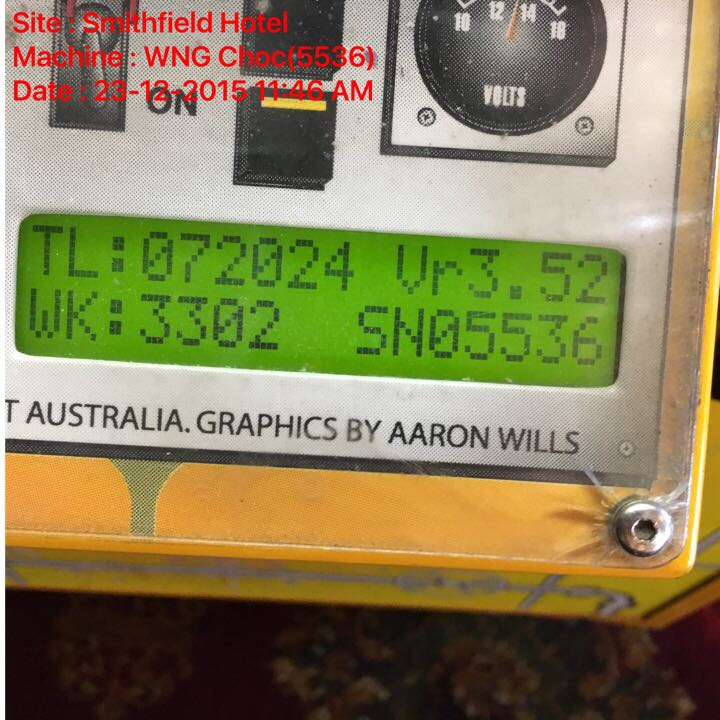 Site : Smithfield Hotel
Machine : WNG Choc(5536)
Date : 23-12-2015 11:46 AM
ON
10 12 14 16
VOLTS
TL:072024 Vr3.52
WK:3302 SN05536
T AUSTRALIA. GRAPHICS BY AARON WILLS